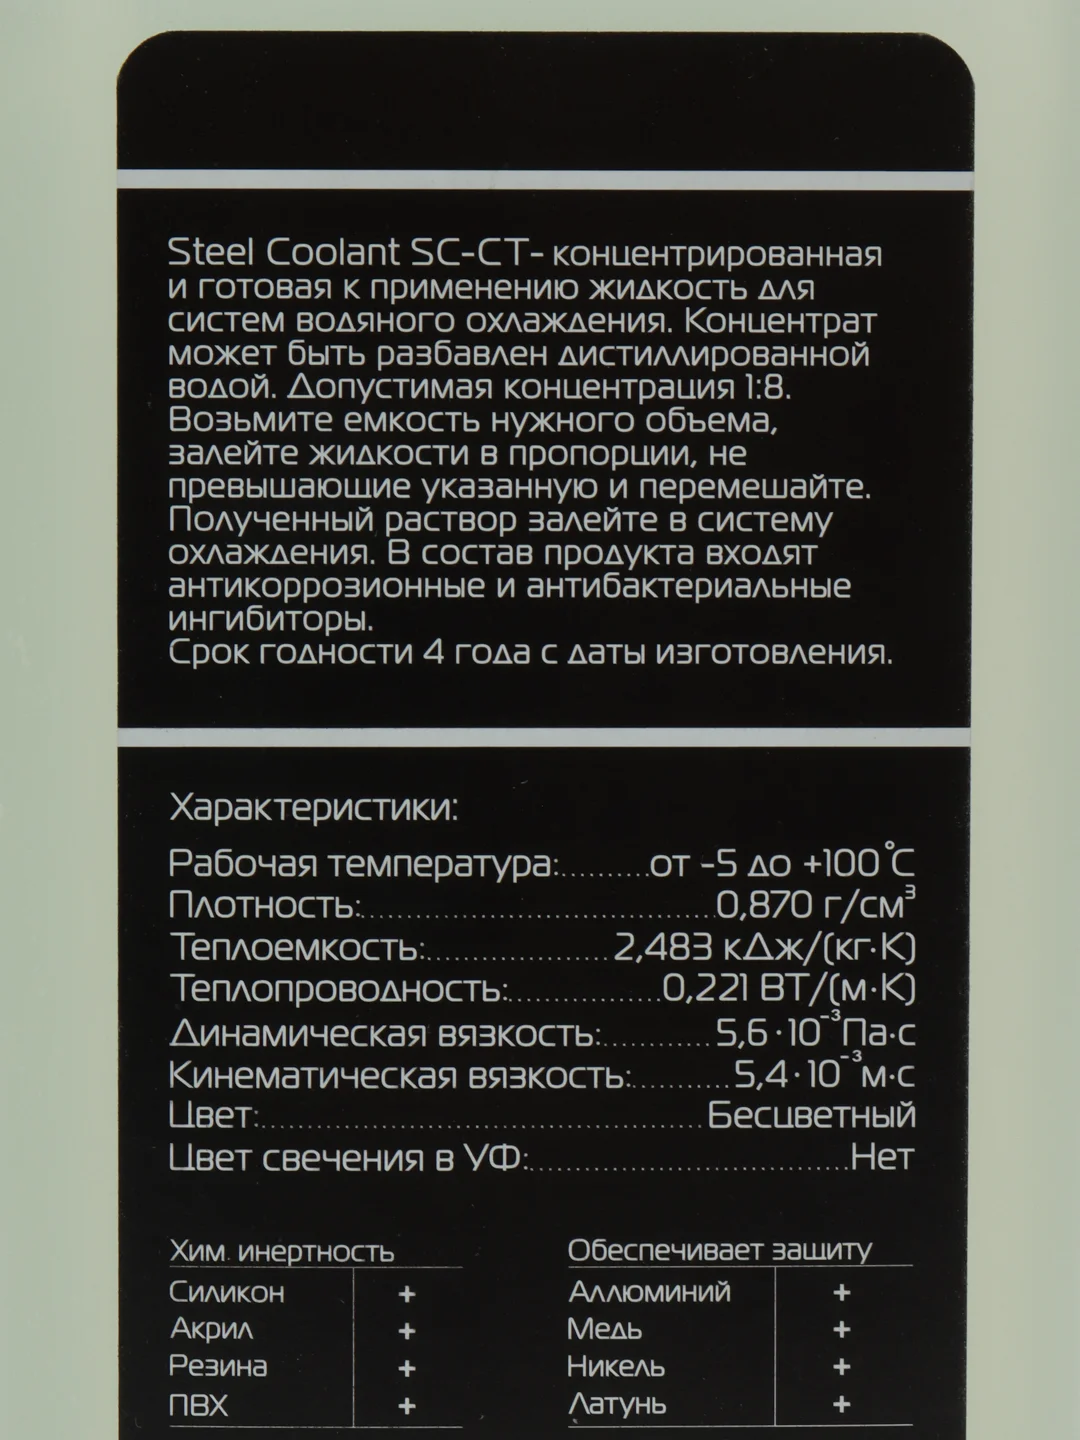 Steel Coolant SC-CT- концентрированная
и готовая к применению жидкость для
систем водяного охлаждения. Концентрат
может быть разбавлен дистиллированной
водой. Допустимая концентрация 1:8.
Возьмите емкость нужного объема,
залейте жидкости в пропорции, не
превышающие указанную и перемешайте.
Полученный раствор залейте в систему
охлаждения. В состав продукта входят
антикоррозионные и антибактериальные
ингибиторы.
Срок годности 4 года с даты изготовления.
Характеристики:
Рабочая температура:..........от -5 до +100°С
Плотность:......................................0,870 г/см³
Теплоемкость:....................2,483 кДж/(кг·К)
Теплопроводность:.................0,221 ВТ/(м·К)
Динамическая вязкость:............5,6·10⁻³Па·с
Кинематическая вязкость:...........5,4·10⁻³м·с
Цвет:................................................Бесцветный
Цвет свечения в УФ:...................................Нет
Хим. инертность Обеспечивает защиту
Силикон + Аллюминий +
Акрил + Медь +
Резина + Никель +
ПВХ + Латунь +